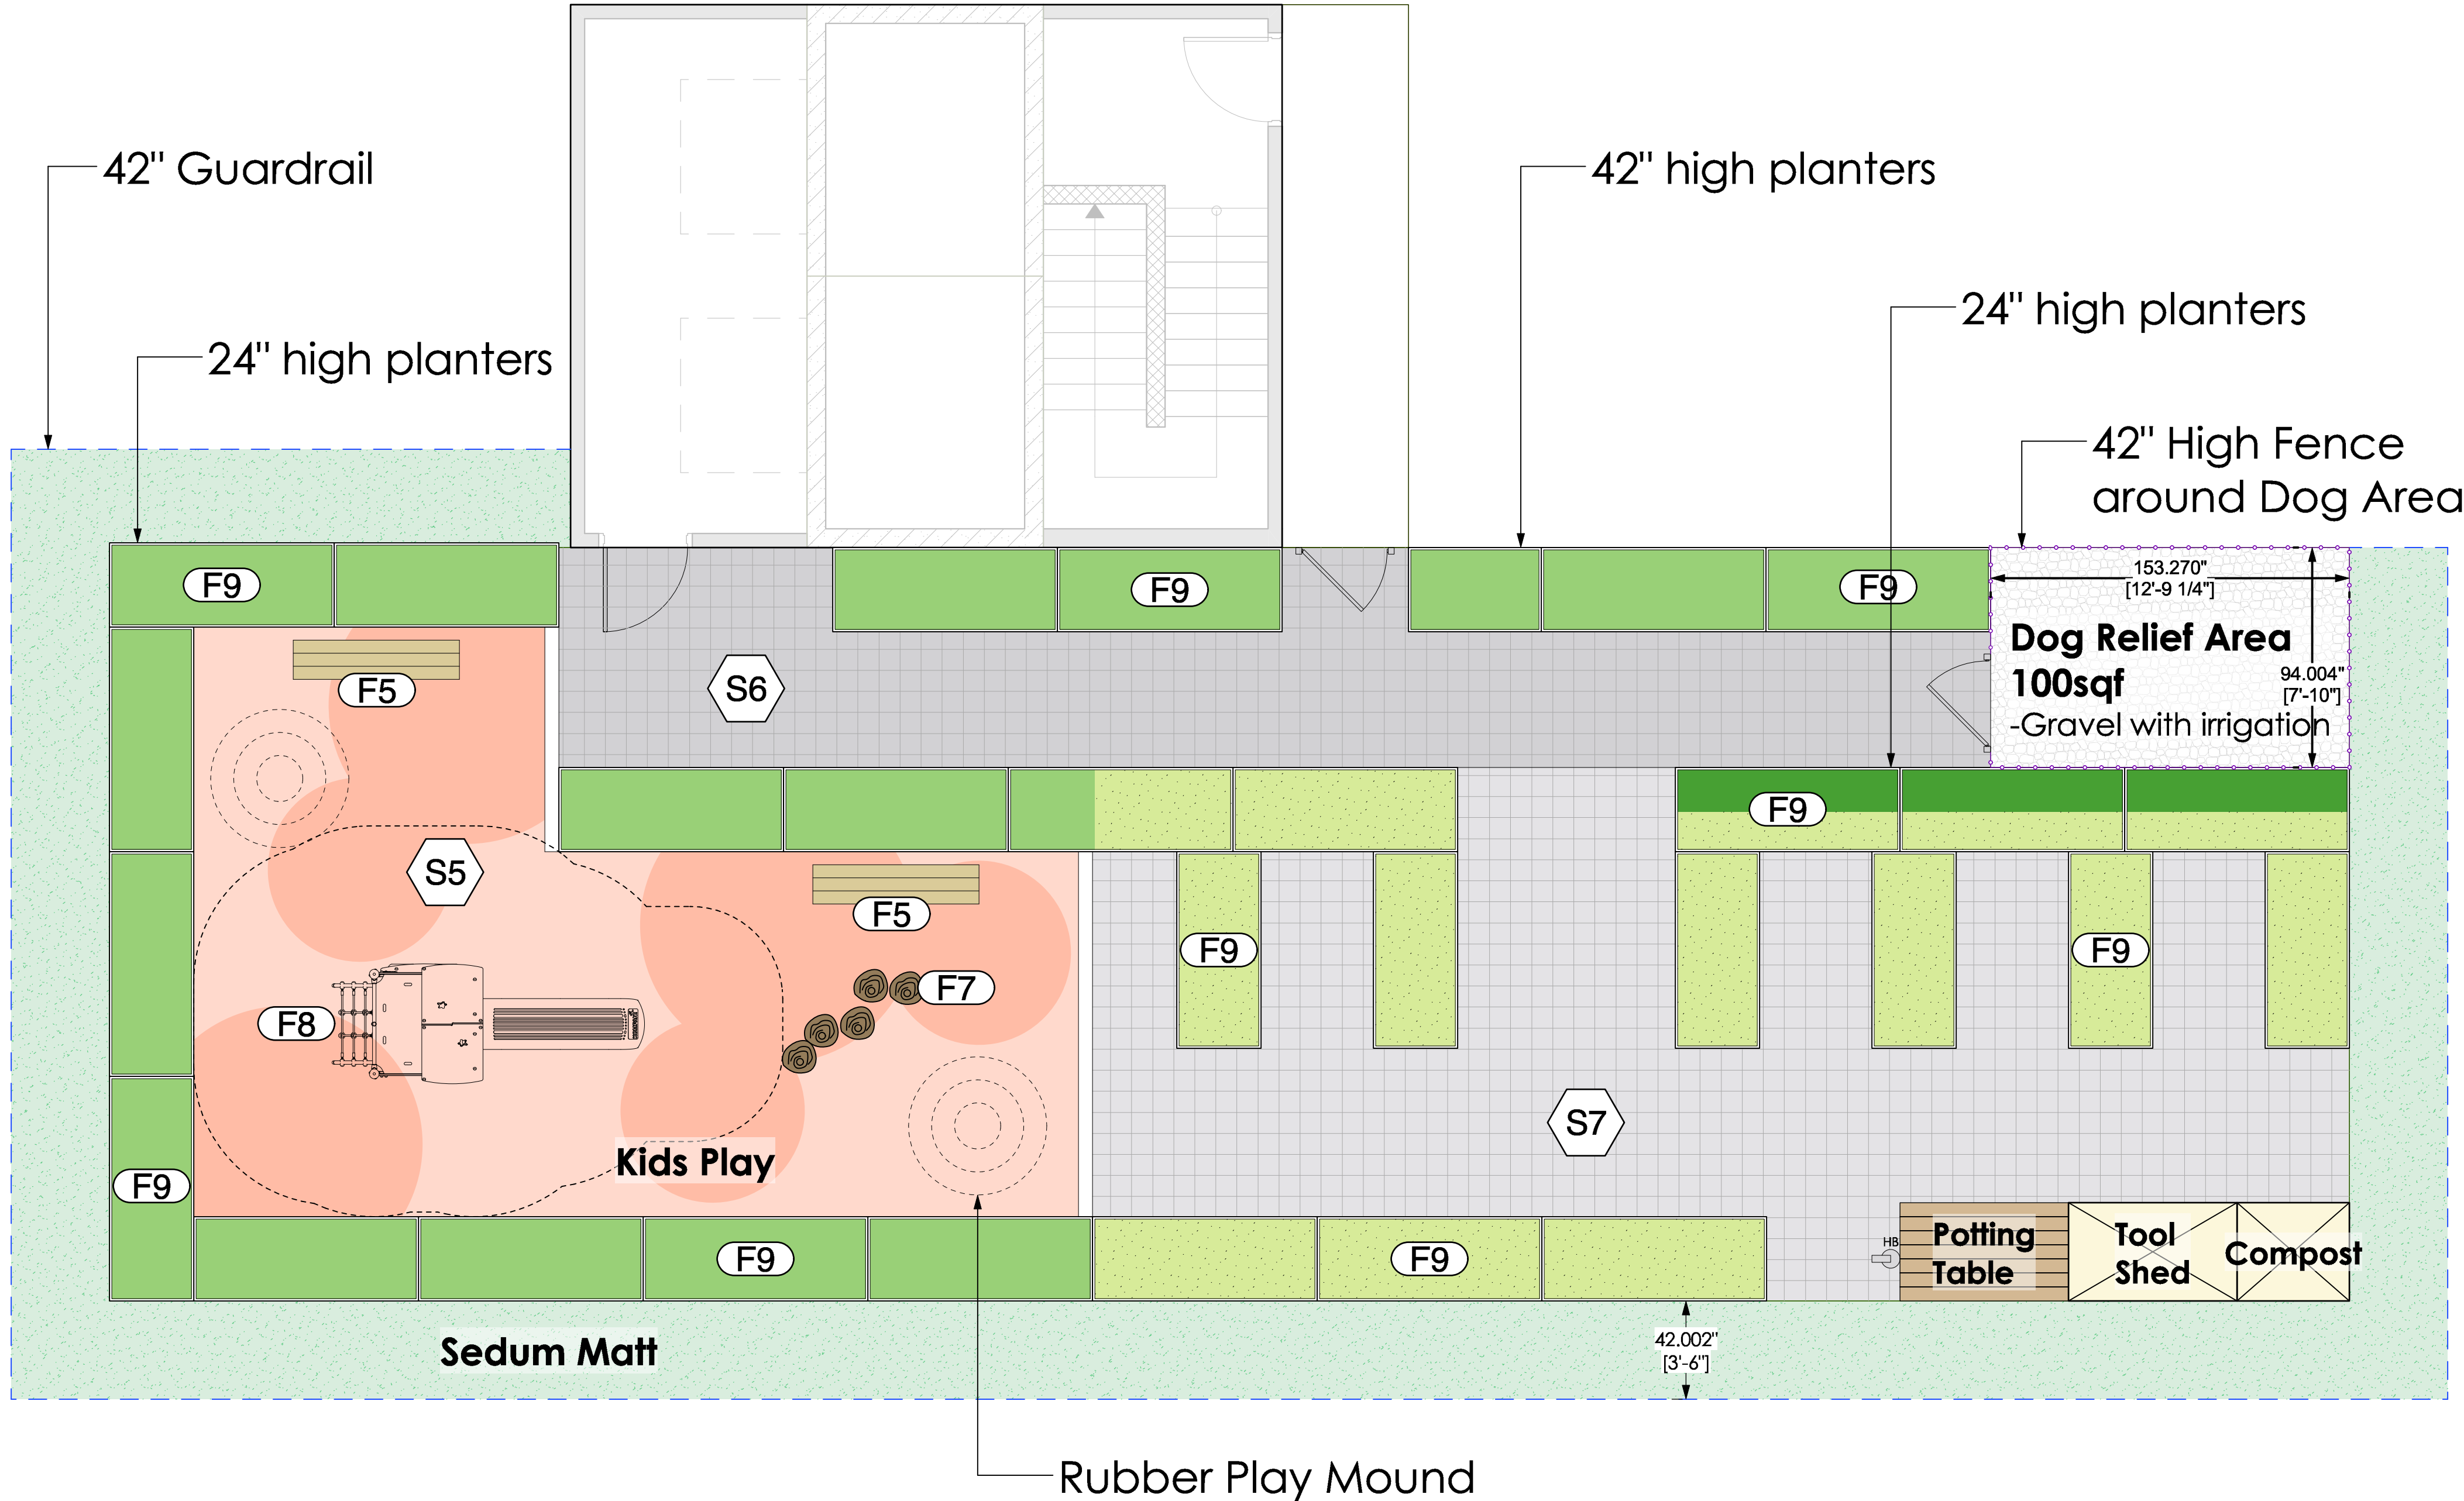 42" Guardrail
42" high planters
24" high planters
24" high planters
42" High Fence
around Dog Area
F9
F9
F9
153.270"
[12'-9 1/4"]
Dog Relief Area
100sqf
94.004"
[7'-10"]
-Gravel with irrigation
F5
S6
F9
S5
F5
F9
F9
F7
F8
S7
Kids Play
F9
F9
F9
HB
Potting
Table
Tool
Shed
Compost
Sedum Matt
42.002"
[3'-6"]
Rubber Play Mound